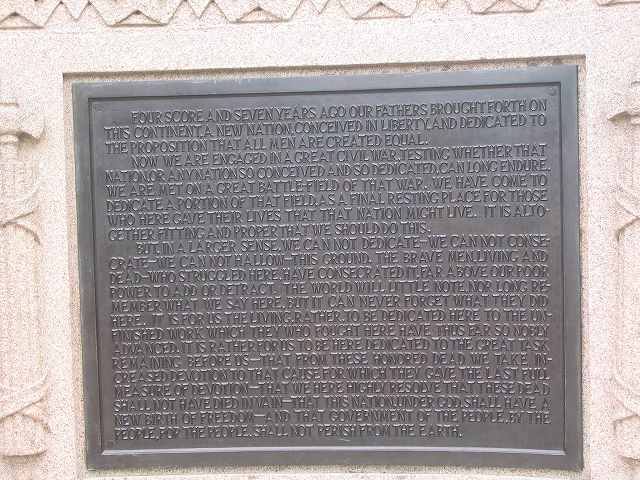 FOUR SCORE AND SEVEN YEARS AGO OUR FATHERS BROUGHT FORTH ON
THIS CONTINENT, A NEW NATION, CONCEIVED IN LIBERTY, AND DEDICATED TO
THE PROPOSITION THAT ALL MEN ARE CREATED EQUAL.
NOW WE ARE ENGAGED IN A GREAT CIVIL WAR, TESTING WHETHER THAT
NATION, OR ANY NATION SO CONCEIVED AND SO DEDICATED, CAN LONG ENDURE.
WE ARE MET ON A GREAT BATTLE-FIELD OF THAT WAR. WE HAVE COME TO
DEDICATE A PORTION OF THAT FIELD, AS A FINAL RESTING PLACE FOR THOSE
WHO HERE GAVE THEIR LIVES THAT THAT NATION MIGHT LIVE. IT IS ALTO-
GETHER FITTING AND PROPER THAT WE SHOULD DO THIS.
BUT, IN A LARGER SENSE, WE CAN NOT DEDICATE—WE CAN NOT CONSE-
CRATE—WE CAN NOT HALLOW—THIS GROUND. THE BRAVE MEN, LIVING AND
DEAD—WHO STRUGGLED HERE, HAVE CONSECRATED IT, FAR ABOVE OUR POOR
POWER TO ADD OR DETRACT. THE WORLD WILL LITTLE NOTE, NOR LONG RE-
MEMBER WHAT WE SAY HERE, BUT IT CAN NEVER FORGET WHAT THEY DID
HERE. IT IS FOR US THE LIVING, RATHER, TO BE DEDICATED HERE TO THE UN-
FINISHED WORK WHICH THEY WHO FOUGHT HERE HAVE THUS FAR SO NOBLY
ADVANCED. IT IS RATHER FOR US TO BE HERE DEDICATED TO THE GREAT TASK
REMAINING BEFORE US—THAT FROM THESE HONORED DEAD WE TAKE IN-
CREASED DEVOTION TO THAT CAUSE FOR WHICH THEY GAVE THE LAST FULL
MEASURE OF DEVOTION—THAT WE HERE HIGHLY RESOLVE THAT THESE DEAD
SHALL NOT HAVE DIED IN VAIN—THAT THIS NATION, UNDER GOD, SHALL HAVE A
NEW BIRTH OF FREEDOM—AND THAT GOVERNMENT OF THE PEOPLE, BY THE
PEOPLE, FOR THE PEOPLE, SHALL NOT PERISH FROM THE EARTH.